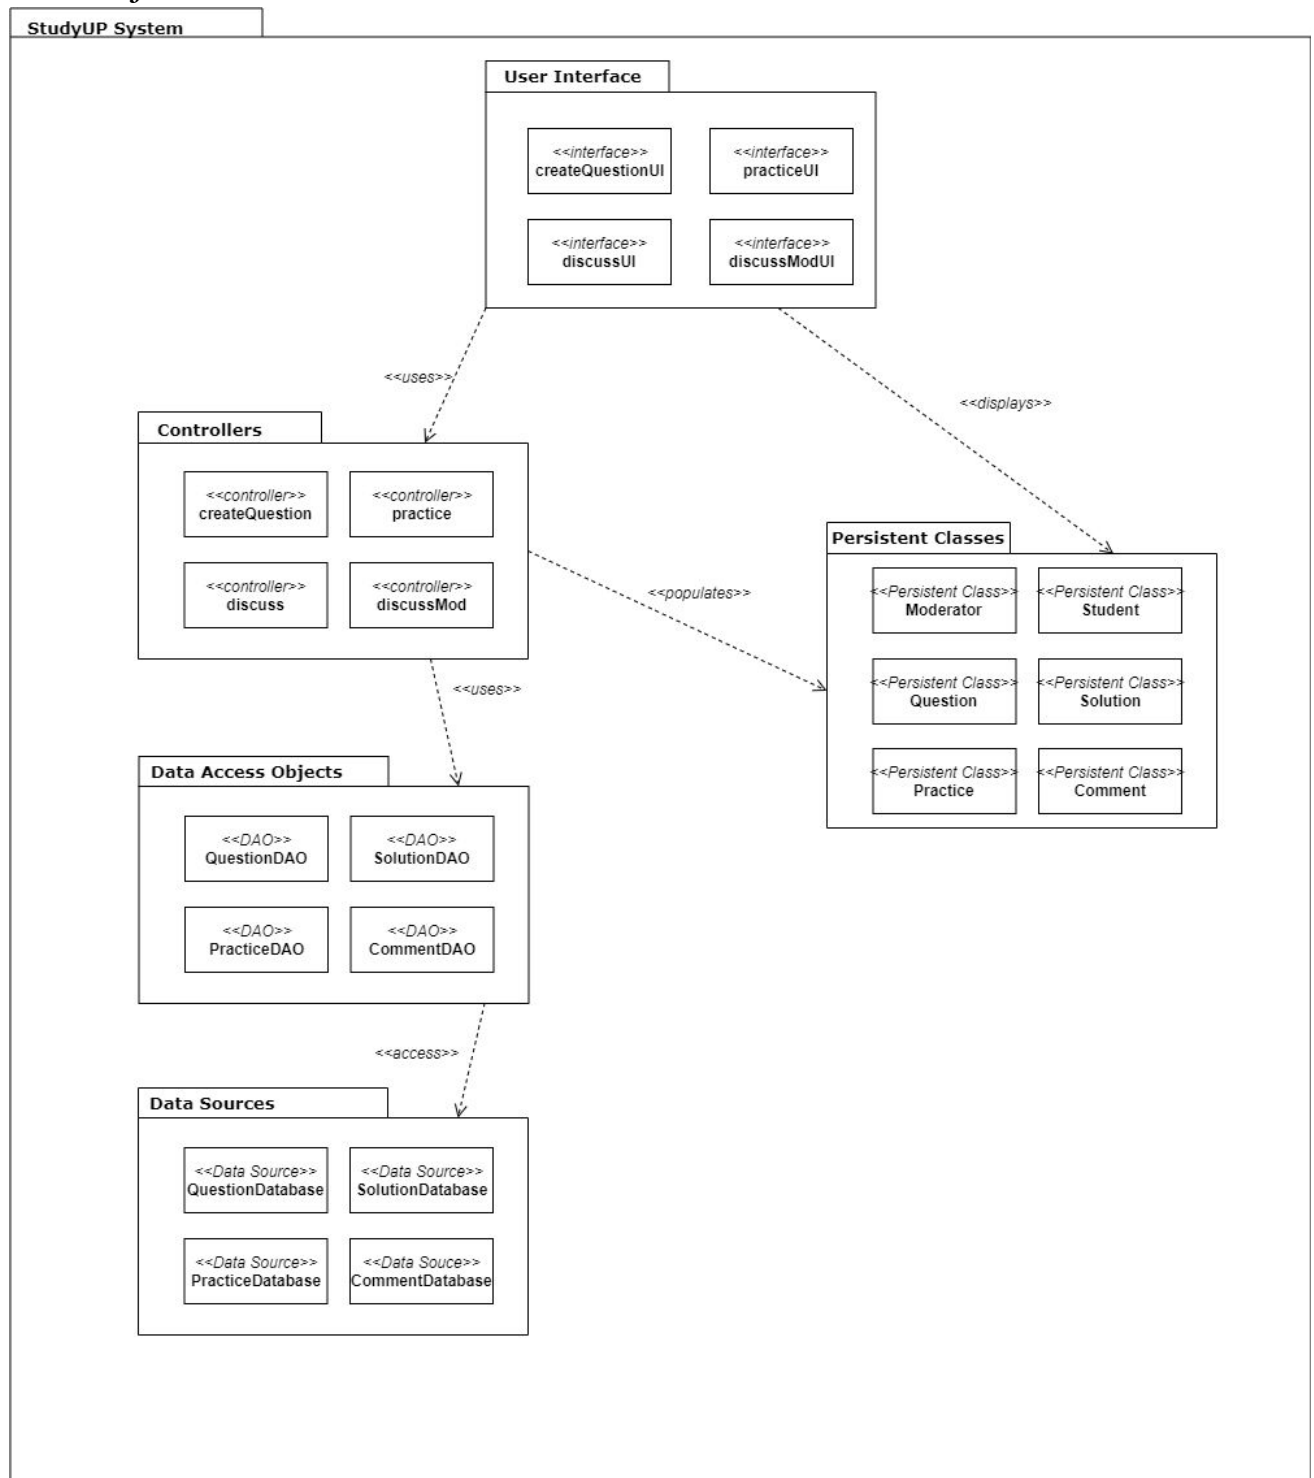 StudyUP System
User Interface
<<interface>>
createQuestionUI
<<interface>>
practiceUI
<<interface>>
discussUI
<<interface>>
discussModUI
<<uses>>
<<displays>>
Controllers
<<controller>>
createQuestion
<<controller>>
practice
<<controller>>
discuss
<<controller>>
discussMod
<<populates>>
<<uses>>
Persistent Classes
<<Persistent Class>>
Moderator
<<Persistent Class>>
Student
<<Persistent Class>>
Question
<<Persistent Class>>
Solution
<<Persistent Class>>
Practice
<<Persistent Class>>
Comment
Data Access Objects
<<DAO>>
QuestionDAO
<<DAO>>
SolutionDAO
<<DAO>>
PracticeDAO
<<DAO>>
CommentDAO
<<access>>
Data Sources
<<Data Source>>
QuestionDatabase
<<Data Source>>
SolutionDatabase
<<Data Source>>
PracticeDatabase
<<Data Souce>>
CommentDatabase